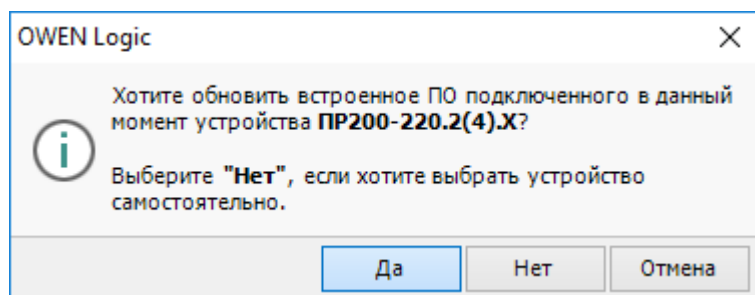 OWEN Logic
Хотите обновить встроенное ПО подключенного в данный
момент устройства ПР200-220.2(4).X?
Выберите "Нет", если хотите выбрать устройство
самостоятельно.
Да Нет Отмена